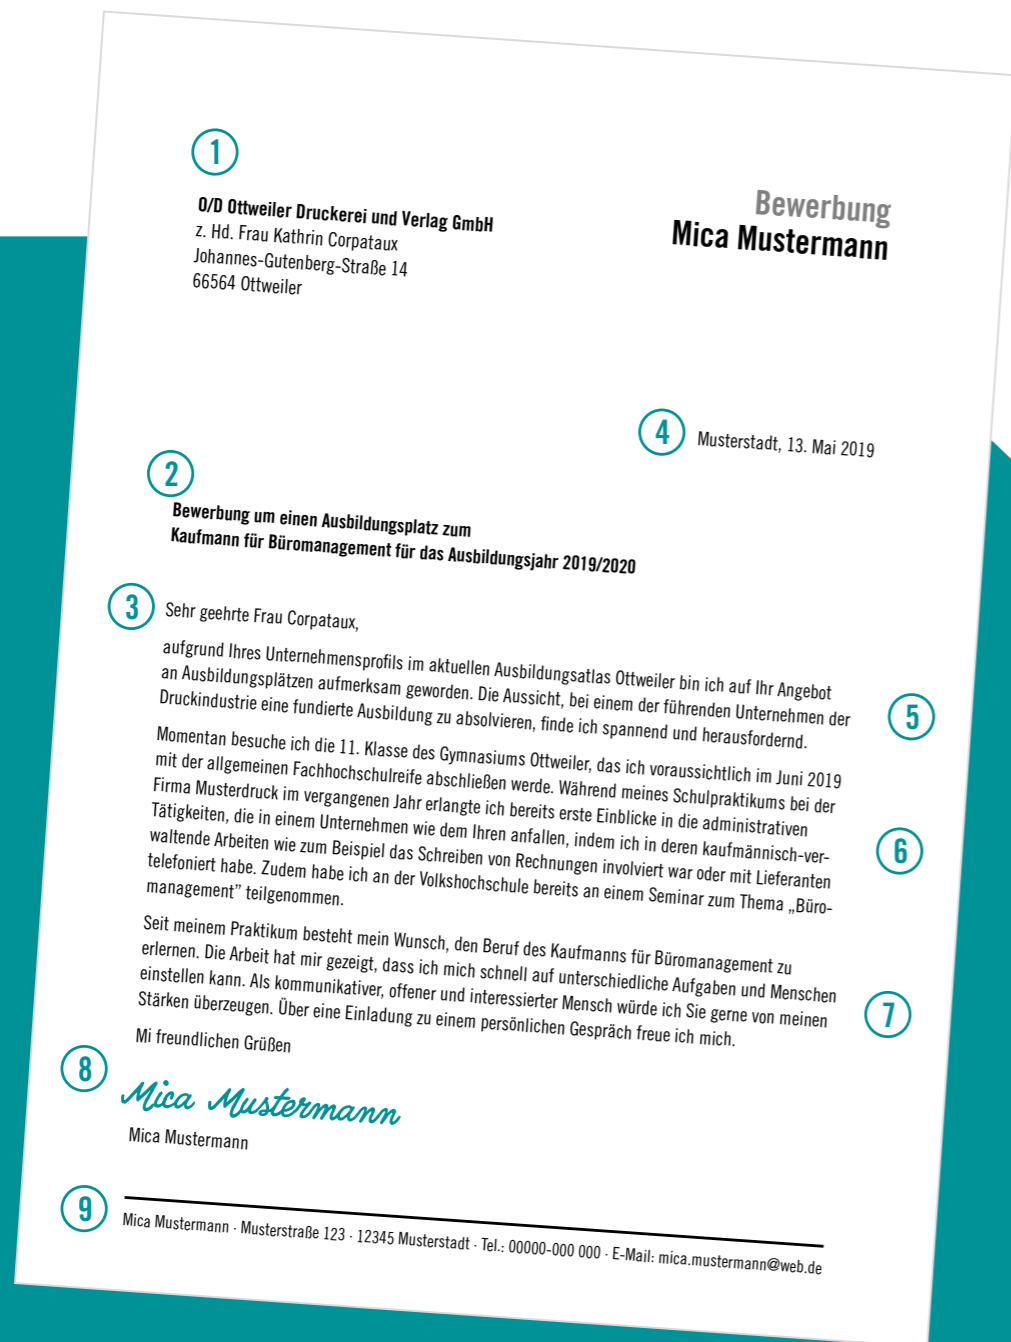 1
O/D Ottweiler Druckerei und Verlag GmbH
z. Hd. Frau Kathrin Corpataux
Johannes-Gutenberg-Straße 14
66564 Ottweiler
Bewerbung
Mica Mustermann
4
Musterstadt, 13. Mai 2019
2
Bewerbung um einen Ausbildungsplatz zum
Kaufmann für Büromanagement für das Ausbildungsjahr 2019/2020
3
Sehr geehrte Frau Corpataux,
aufgrund Ihres Unternehmensprofils im aktuellen Ausbildungsatlas Ottweiler bin ich auf Ihr Angebot
an Ausbildungsplätzen aufmerksam geworden. Die Aussicht, bei einem der führenden Unternehmen der
Druckindustrie eine fundierte Ausbildung zu absolvieren, finde ich spannend und herausfordernd.
5
Momentan besuche ich die 11. Klasse des Gymnasiums Ottweiler, das ich voraussichtlich im Juni 2019
mit der allgemeinen Fachhochschulreife abschließen werde. Während meines Schulpraktikums bei der
Firma Musterdruck im vergangenen Jahr erlangte ich bereits erste Einblicke in die administrativen
Tätigkeiten, die in einem Unternehmen wie dem Ihren anfallen, indem ich in deren kaufmännisch-ver-
waltende Arbeiten wie zum Beispiel das Schreiben von Rechnungen involviert war oder mit Lieferanten
telefoniert habe. Zudem habe ich an der Volkshochschule bereits an einem Seminar zum Thema „Büro-
management” teilgenommen.
6
Seit meinem Praktikum besteht mein Wunsch, den Beruf des Kaufmanns für Büromanagement zu
erlernen. Die Arbeit hat mir gezeigt, dass ich mich schnell auf unterschiedliche Aufgaben und Menschen
einstellen kann. Als kommunikativer, offener und interessierter Mensch würde ich Sie gerne von meinen
Stärken überzeugen. Über eine Einladung zu einem persönlichen Gespräch freue ich mich.
7
Mi freundlichen Grüßen
8
Mica Mustermann
Mica Mustermann
9
Mica Mustermann · Musterstraße 123 · 12345 Musterstadt · Tel.: 00000-000 000 · E-Mail: mica.mustermann@web.de